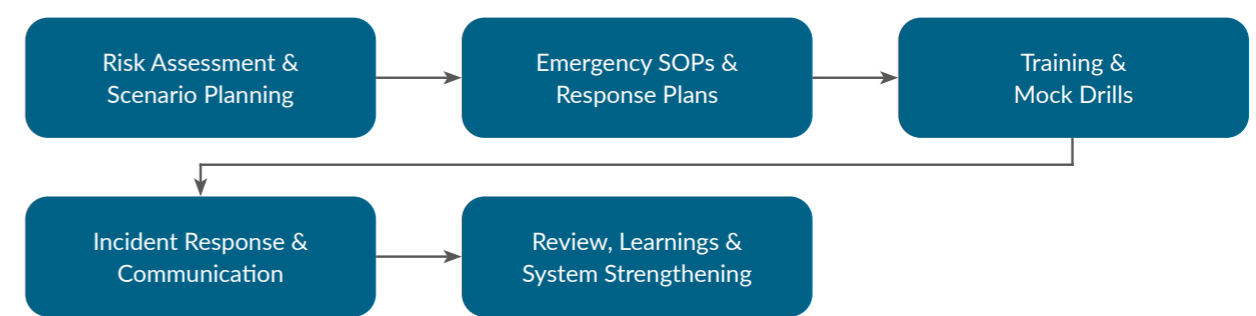 Risk Assessment &
Scenario Planning
Emergency SOPs &
Response Plans
Training &
Mock Drills
Incident Response &
Communication
Review, Learnings &
System Strengthening